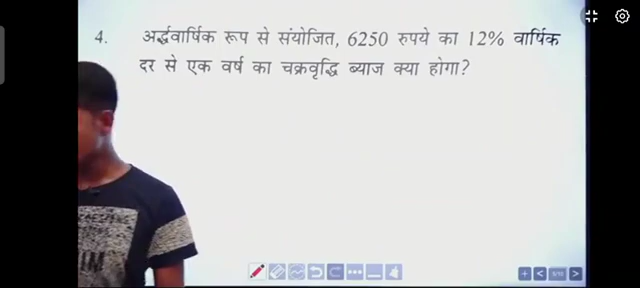 4. अर्द्धवार्षिक रूप से संयोजित, 6250 रुपये का 12% वार्षिक
दर से एक वर्ष का चक्रवृद्धि ब्याज क्या होगा?